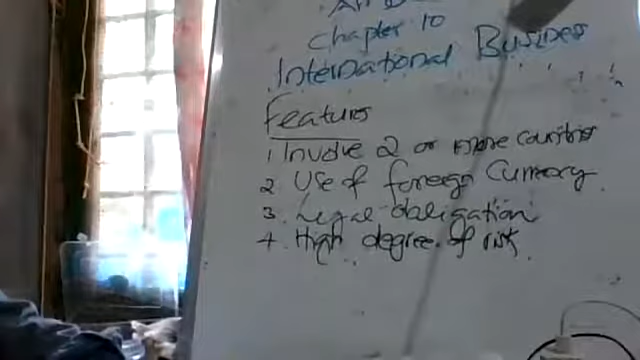 Chapter 10
International Business
Features
1 Involve 2 or more countries
2 Use of foreign Currency
3. Legal obligation
4. High degree of risk